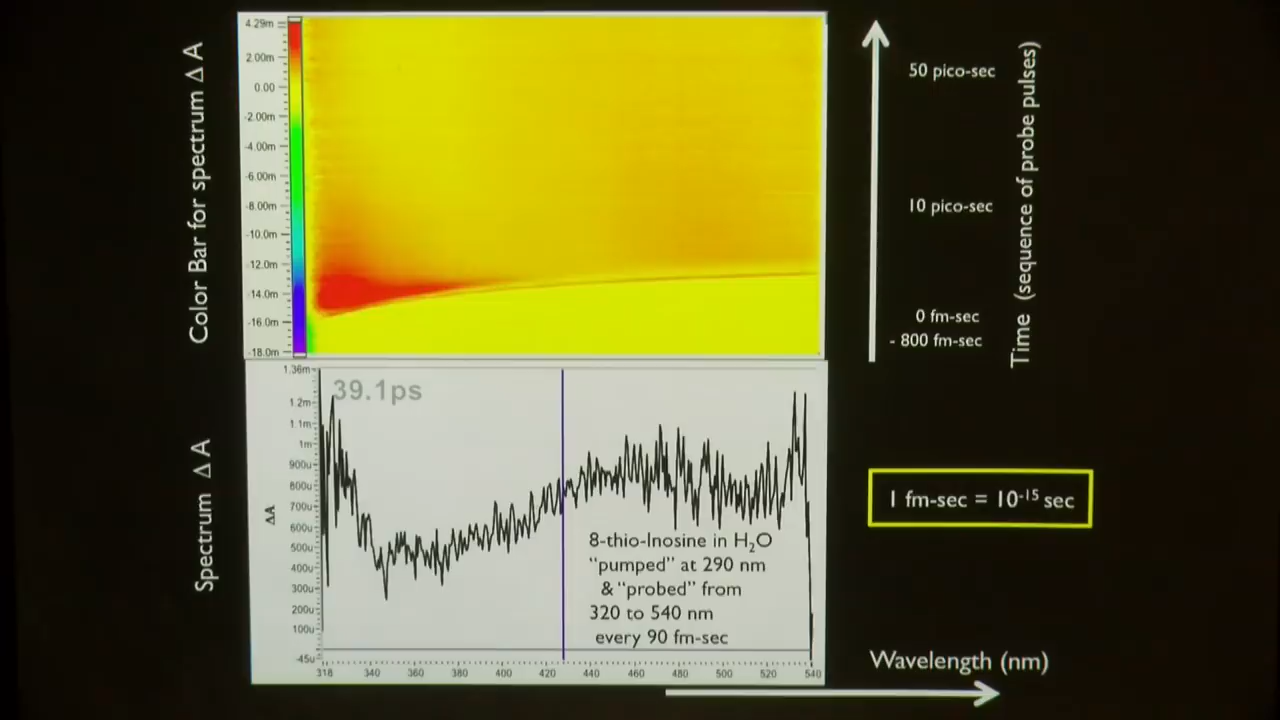 Color Bar for spectrum Δ A
4.29m
2.00m
0.00
-2.00m
-4.00m
-6.00m
-8.00m
-10.0m
-12.0m
-14.0m
-16.0m
-18.0m
50 pico-sec
10 pico-sec
0 fm-sec
- 800 fm-sec
Time (sequence of probe pulses)
Spectrum Δ A
ΔA
1.36m
1.2m
1.1m
1m
900u
800u
700u
600u
500u
400u
300u
200u
100u
-45u
39.1ps
8-thio-Inosine in H₂O
“pumped” at 290 nm
& “probed” from
320 to 540 nm
every 90 fm-sec
318 340 360 380 400 420 440 460 480 500 520 540
1 fm-sec = 10⁻¹⁵ sec
Wavelength (nm)